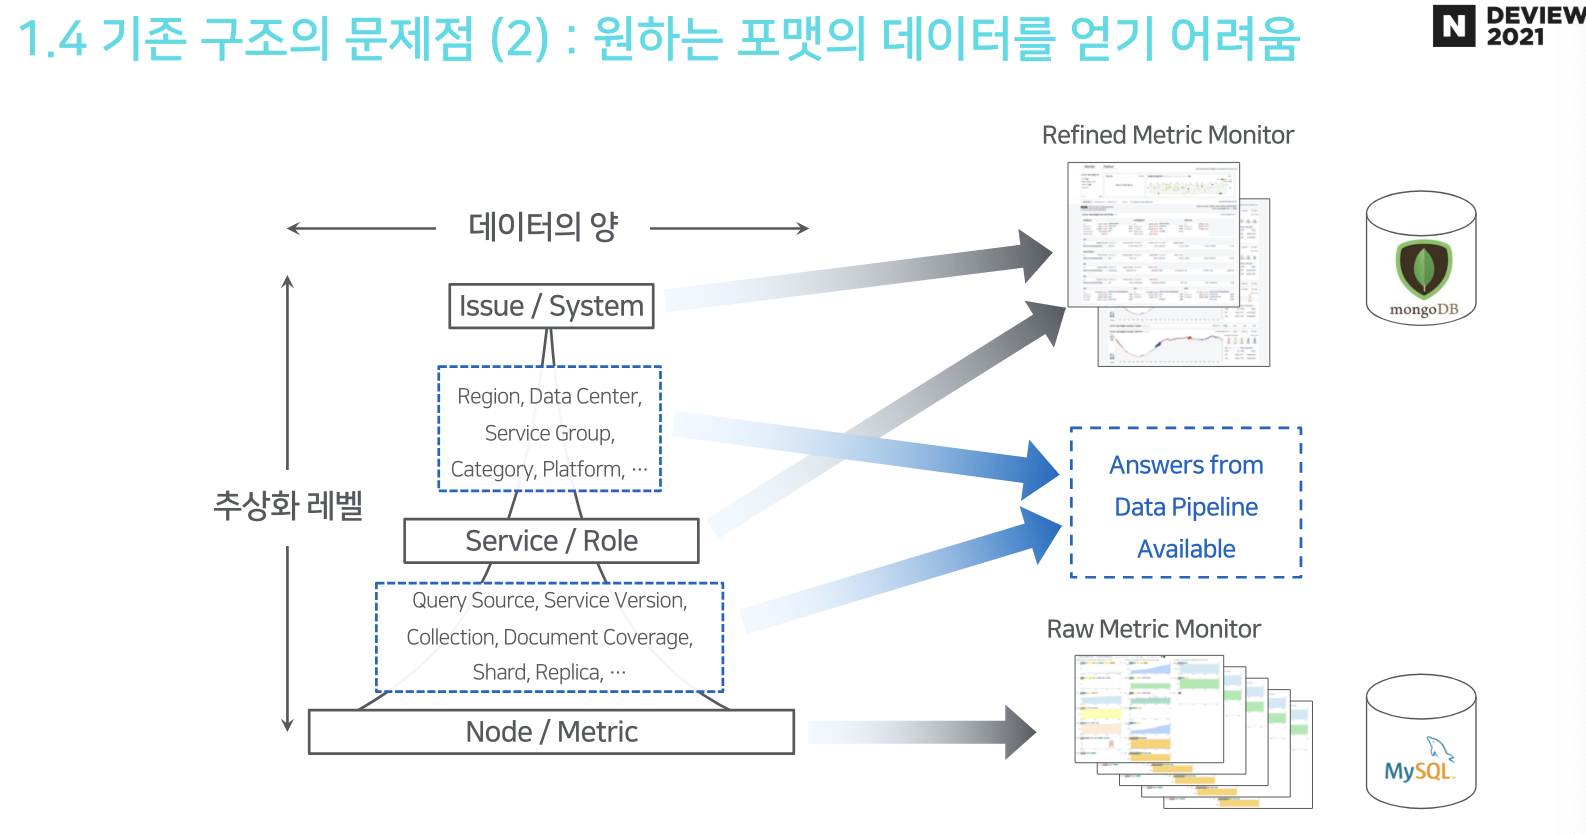 1.4 기존 구조의 문제점 (2) : 원하는 포맷의 데이터를 얻기 어려움
N DEVIEW
2021
Refined Metric Monitor
데이터의 양
mongoDB
Issue / System
Region, Data Center,
Service Group,
Category, Platform, ···
Answers from
Data Pipeline
Available
추상화 레벨
Service / Role
Query Source, Service Version,
Collection, Document Coverage,
Shard, Replica, ···
Raw Metric Monitor
Node / Metric
MySQL